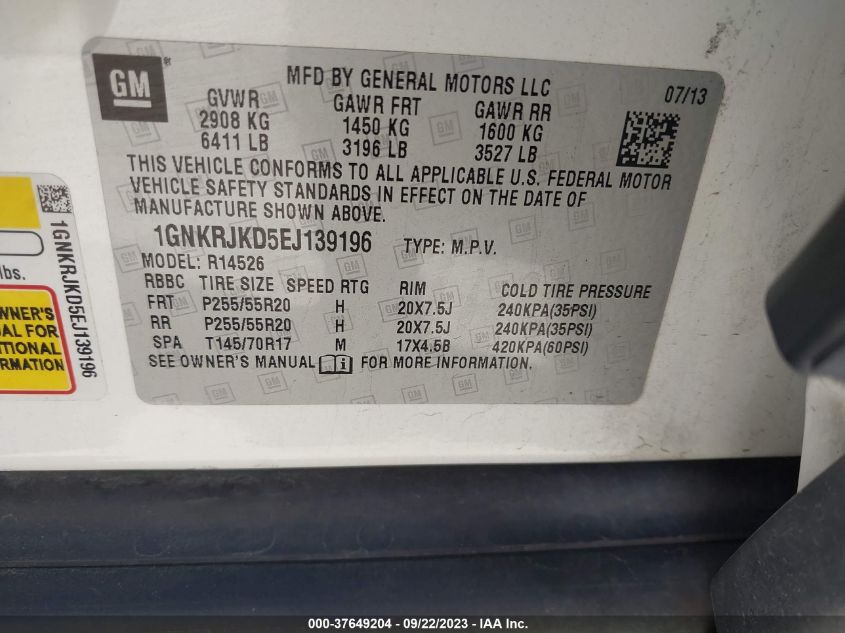 GM
®
MFD BY GENERAL MOTORS LLC
07/13
GVWR GAWR FRT GAWR RR
2908 KG 1450 KG 1600 KG
6411 LB 3196 LB 3527 LB
THIS VEHICLE CONFORMS TO ALL APPLICABLE U.S. FEDERAL MOTOR
VEHICLE SAFETY STANDARDS IN EFFECT ON THE DATE OF
MANUFACTURE SHOWN ABOVE.
1GNKRJKD5EJ139196 TYPE: M.P.V.
MODEL: R14526
RBBC TIRE SIZE SPEED RTG RIM COLD TIRE PRESSURE
FRT P255/55R20 H 20X7.5J 240KPA(35PSI)
RR P255/55R20 H 20X7.5J 240KPA(35PSI)
SPA T145/70R17 M 17X4.5B 420KPA(60PSI)
SEE OWNER'S MANUAL i FOR MORE INFORMATION.
1GNKRJKD5EJ139196
lbs.
OWNER'S
FOR
000-37649204 - 09/22/2023 - IAA Inc.